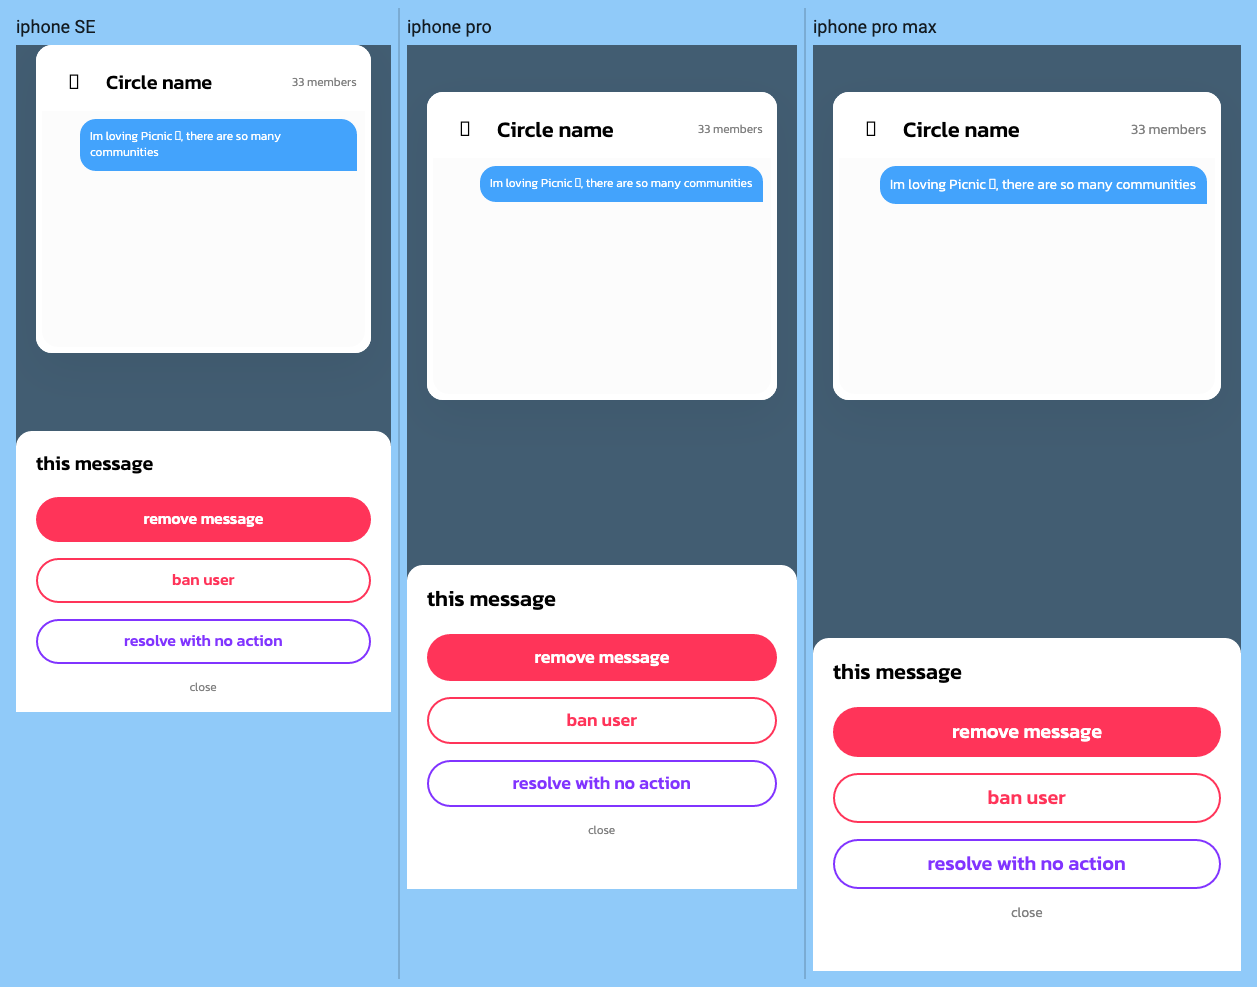 iphone SE
Circle name
33 members
Im loving Picnic ▯, there are so many
communities
this message
remove message
ban user
resolve with no action
close
iphone pro
Circle name
33 members
Im loving Picnic ▯, there are so many communities
this message
remove message
ban user
resolve with no action
close
iphone pro max
Circle name
33 members
Im loving Picnic ▯, there are so many communities
this message
remove message
ban user
resolve with no action
close